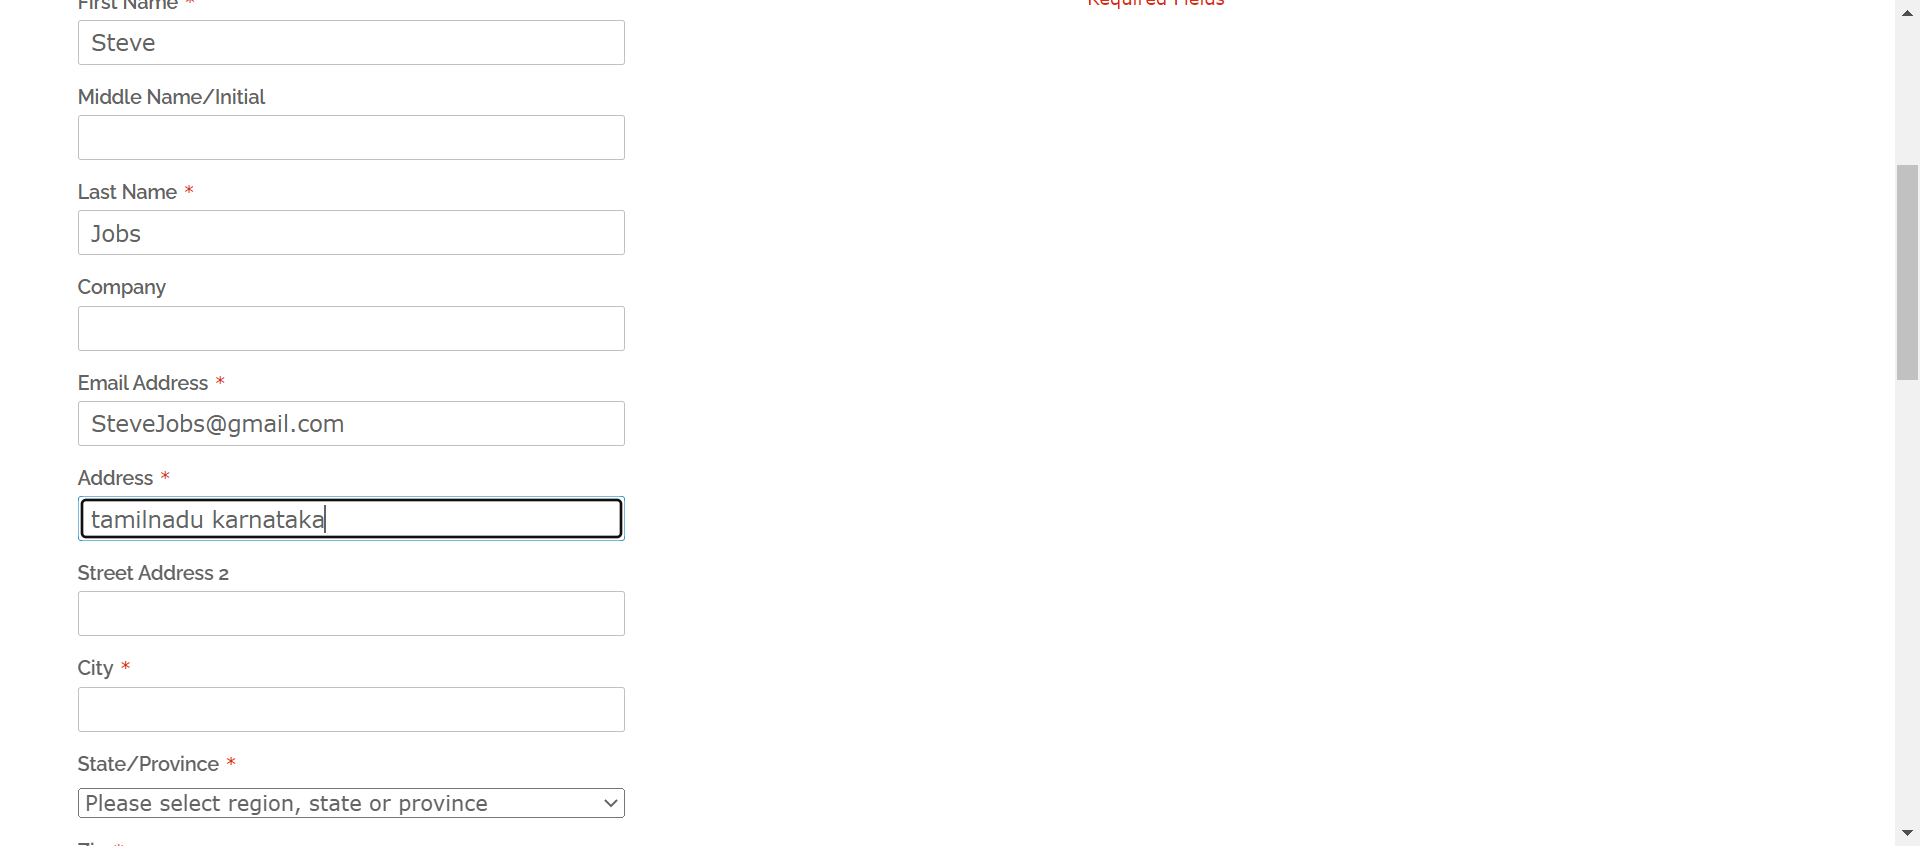 First Name *
Required Fields
Steve
Middle Name/Initial
Last Name *
Jobs
Company
Email Address *
SteveJobs@gmail.com
Address *
tamilnadu karnataka
Street Address 2
City *
State/Province *
Please select region, state or province
Zip *